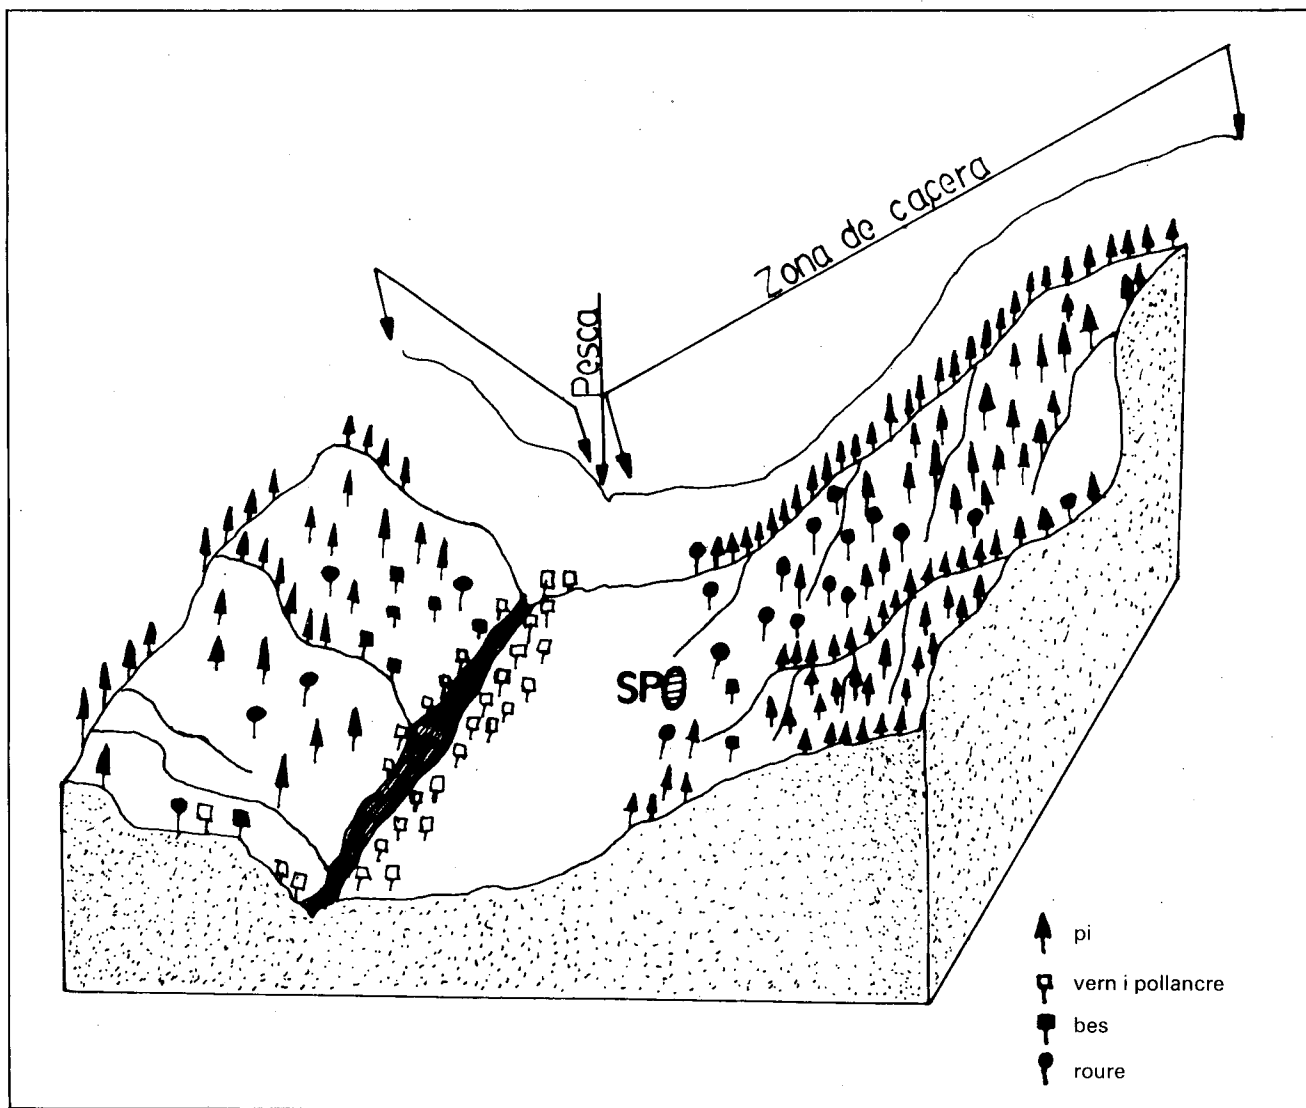 Zona de caçera
Pesca
SP
pi
vern i pollancre
bes
roure